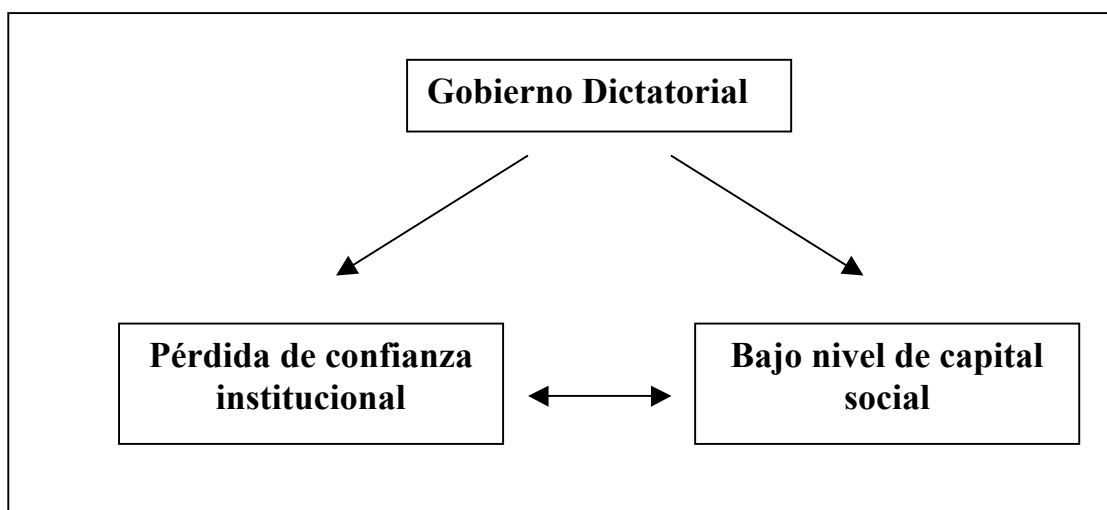 Gobierno Dictatorial
Pérdida de confianza
institucional
Bajo nivel de capital
social